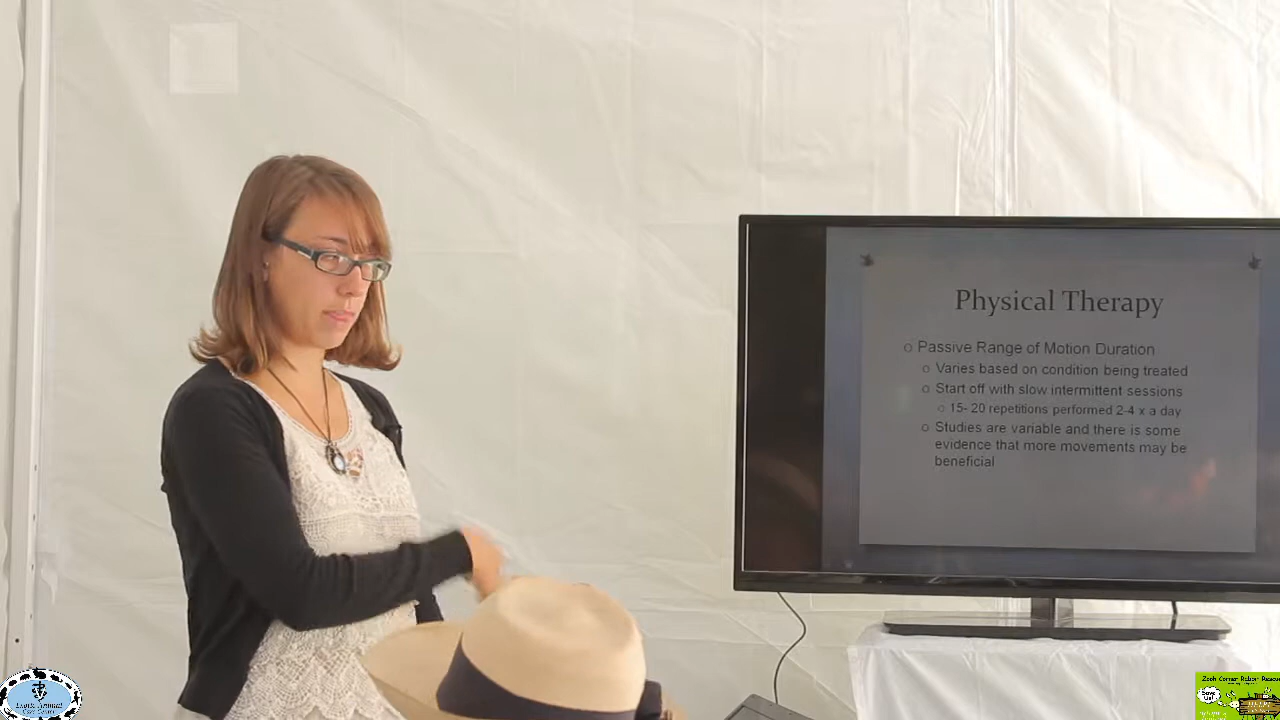 Physical Therapy
o Passive Range of Motion Duration
o Varies based on condition being treated
o Start off with slow intermittent sessions
o 15- 20 repetitions performed 2-4 x a day
o Studies are variable and there is some
evidence that more movements may be
beneficial
Exotic Animal